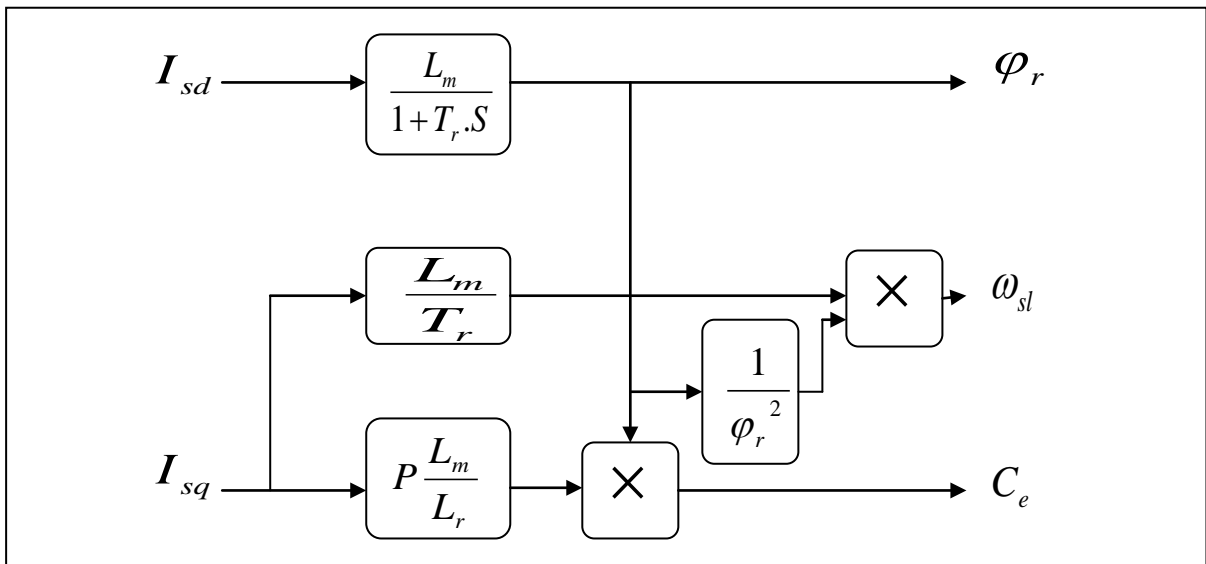 I_sd
L_m / 1+T_r.S
φ_r
L_m / T_r
×
ω_sl
1 / φ_r^2
I_sq
P L_m / L_r
×
C_e